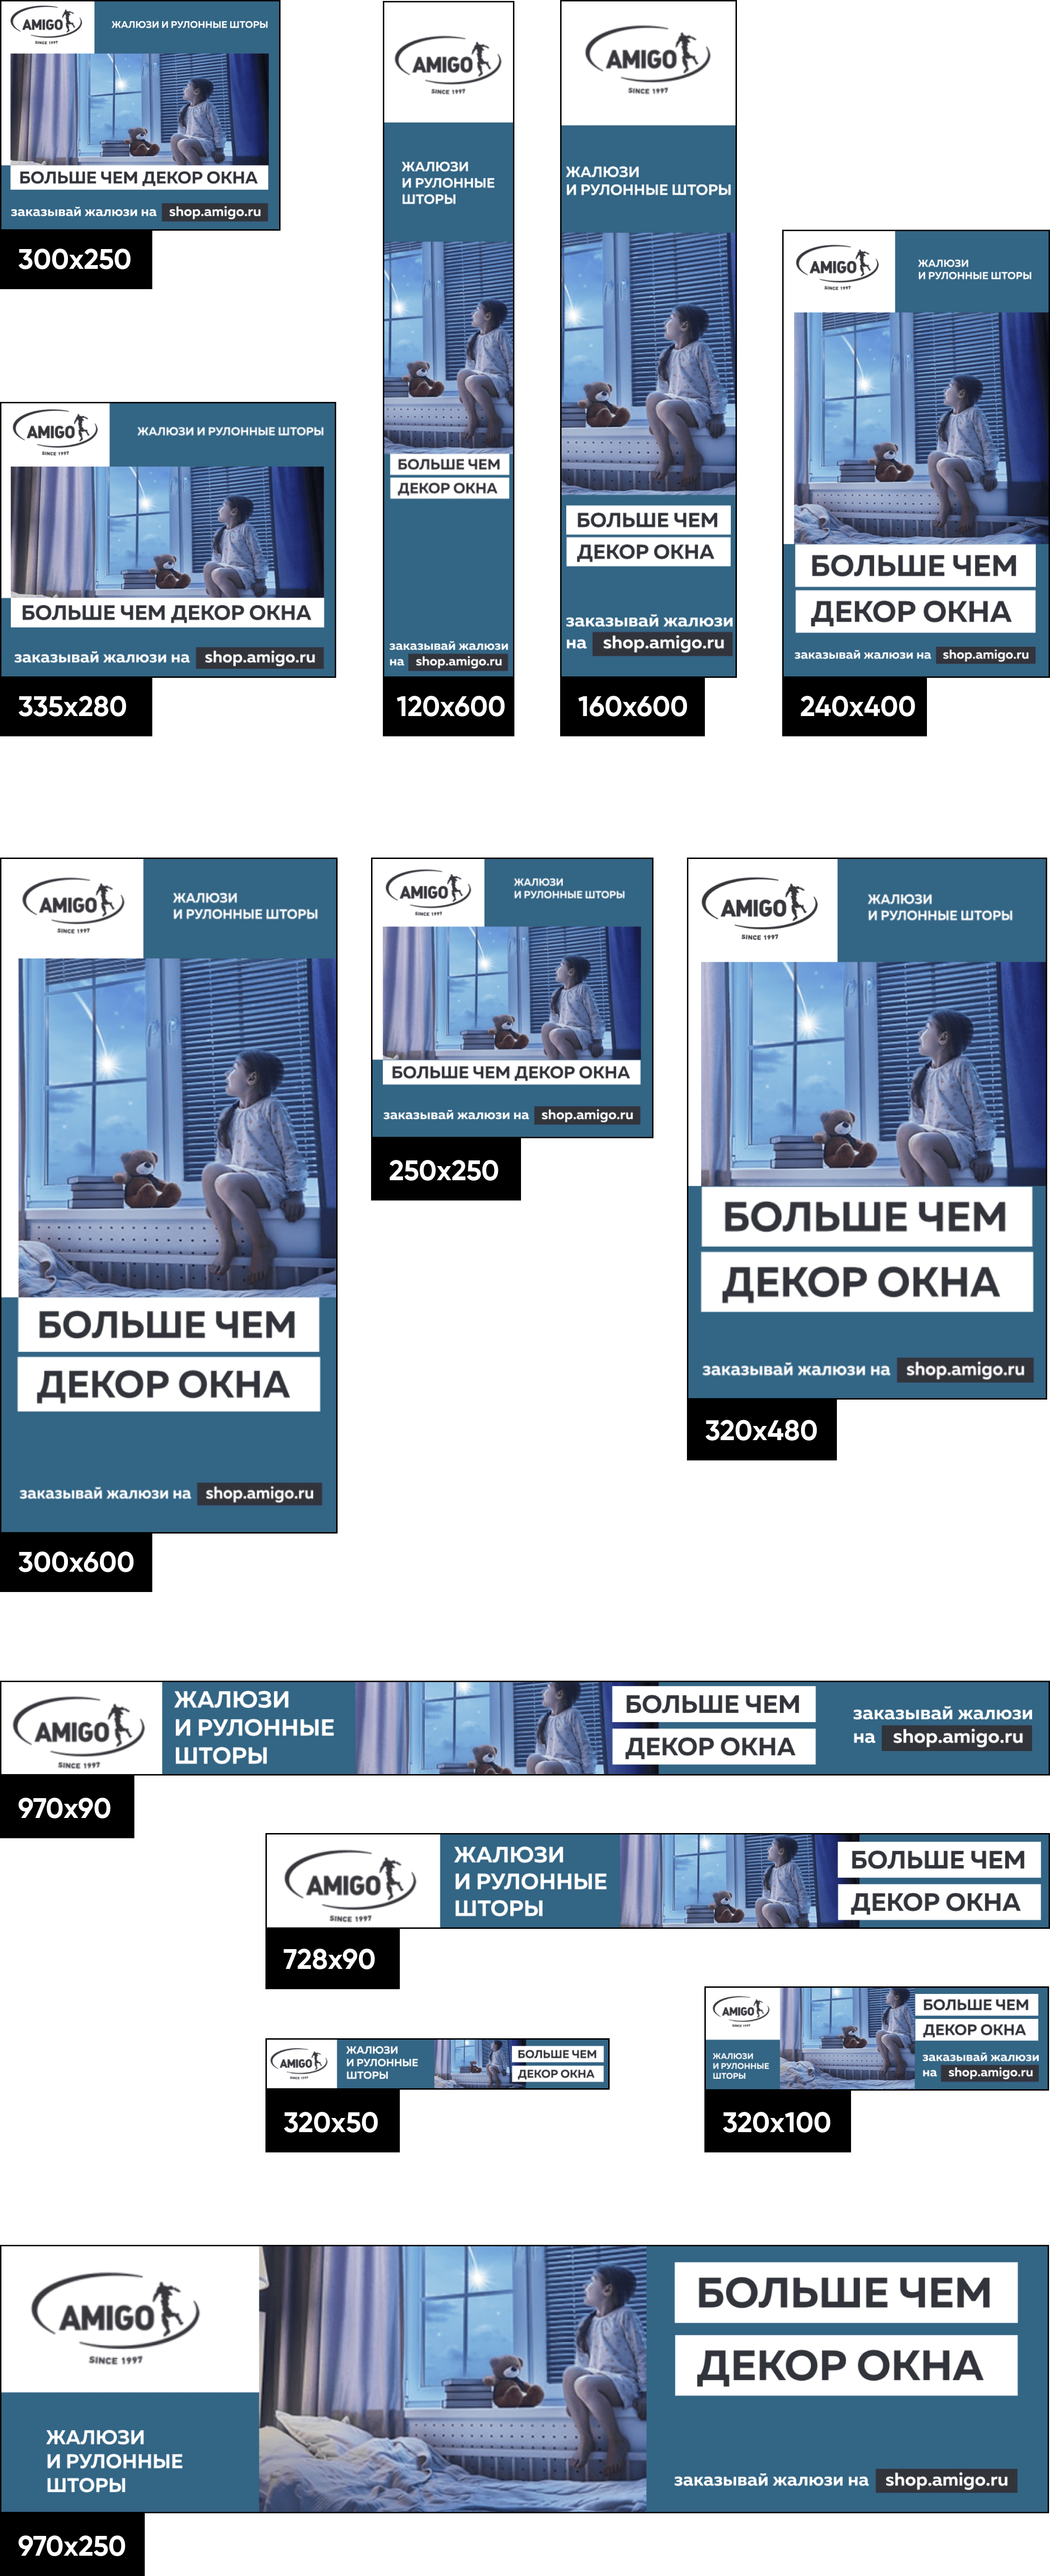 AMIGO
SINCE 1997
ЖАЛЮЗИ И РУЛОННЫЕ ШТОРЫ
БОЛЬШЕ ЧЕМ ДЕКОР ОКНА
заказывай жалюзи на shop.amigo.ru
300x250
AMIGO
SINCE 1997
ЖАЛЮЗИ И РУЛОННЫЕ ШТОРЫ
БОЛЬШЕ ЧЕМ ДЕКОР ОКНА
заказывай жалюзи на shop.amigo.ru
335x280
AMIGO
SINCE 1997
ЖАЛЮЗИ
И РУЛОННЫЕ
ШТОРЫ
БОЛЬШЕ ЧЕМ
ДЕКОР ОКНА
заказывай жалюзи
на shop.amigo.ru
120x600
AMIGO
SINCE 1997
ЖАЛЮЗИ
И РУЛОННЫЕ ШТОРЫ
БОЛЬШЕ ЧЕМ
ДЕКОР ОКНА
заказывай жалюзи
на shop.amigo.ru
160x600
AMIGO
SINCE 1997
ЖАЛЮЗИ
И РУЛОННЫЕ ШТОРЫ
БОЛЬШЕ ЧЕМ
ДЕКОР ОКНА
заказывай жалюзи на shop.amigo.ru
240x400
AMIGO
SINCE 1997
ЖАЛЮЗИ
И РУЛОННЫЕ ШТОРЫ
БОЛЬШЕ ЧЕМ
ДЕКОР ОКНА
заказывай жалюзи на shop.amigo.ru
300x600
AMIGO
SINCE 1997
ЖАЛЮЗИ
И РУЛОННЫЕ ШТОРЫ
БОЛЬШЕ ЧЕМ ДЕКОР ОКНА
заказывай жалюзи на shop.amigo.ru
250x250
AMIGO
SINCE 1997
ЖАЛЮЗИ
И РУЛОННЫЕ ШТОРЫ
БОЛЬШЕ ЧЕМ
ДЕКОР ОКНА
заказывай жалюзи на shop.amigo.ru
320x480
AMIGO
SINCE 1997
ЖАЛЮЗИ
И РУЛОННЫЕ
ШТОРЫ
БОЛЬШЕ ЧЕМ
ДЕКОР ОКНА
заказывай жалюзи
на shop.amigo.ru
970x90
AMIGO
SINCE 1997
ЖАЛЮЗИ
И РУЛОННЫЕ
ШТОРЫ
БОЛЬШЕ ЧЕМ
ДЕКОР ОКНА
728x90
AMIGO
SINCE 1997
ЖАЛЮЗИ
И РУЛОННЫЕ
ШТОРЫ
БОЛЬШЕ ЧЕМ
ДЕКОР ОКНА
320x50
AMIGO
SINCE 1997
ЖАЛЮЗИ
И РУЛОННЫЕ
ШТОРЫ
БОЛЬШЕ ЧЕМ
ДЕКОР ОКНА
заказывай жалюзи
на shop.amigo.ru
320x100
AMIGO
SINCE 1997
ЖАЛЮЗИ
И РУЛОННЫЕ
ШТОРЫ
БОЛЬШЕ ЧЕМ
ДЕКОР ОКНА
заказывай жалюзи на shop.amigo.ru
970x250